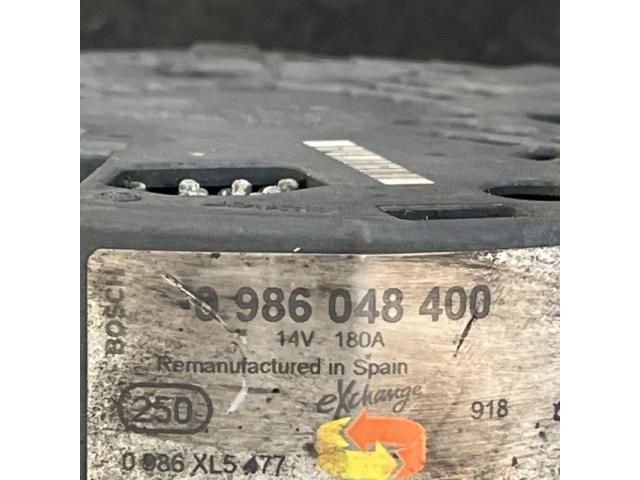 BOSCH
0 986 048 400
14V 180A
Remanufactured in Spain
eXchange
250
918
0 986 XL5 477